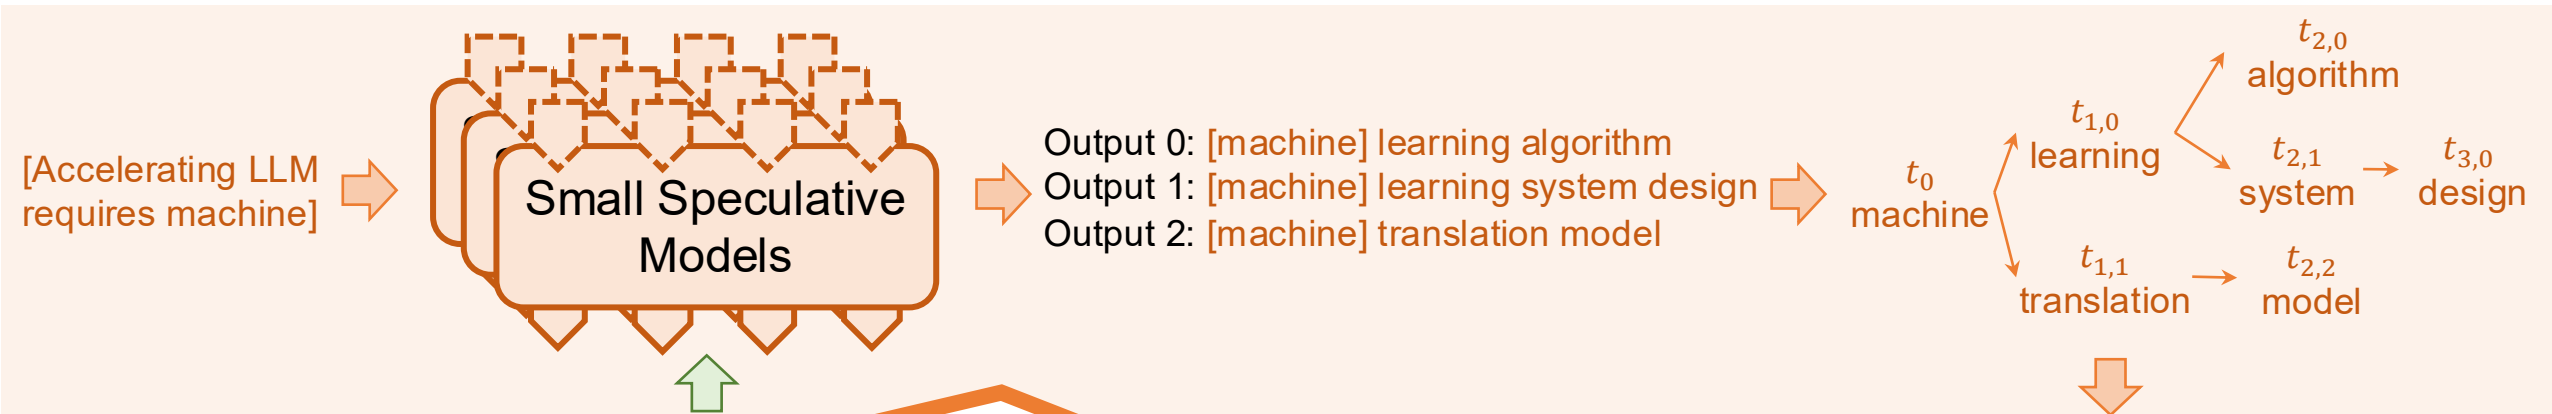 [Accelerating LLM
requires machine]
Small Speculative
Models
Output 0: [machine] learning algorithm
Output 1: [machine] learning system design
Output 2: [machine] translation model
t0
machine
t1,0
learning
t1,1
translation
t2,0
algorithm
t2,1
system
t2,2
model
t3,0
design